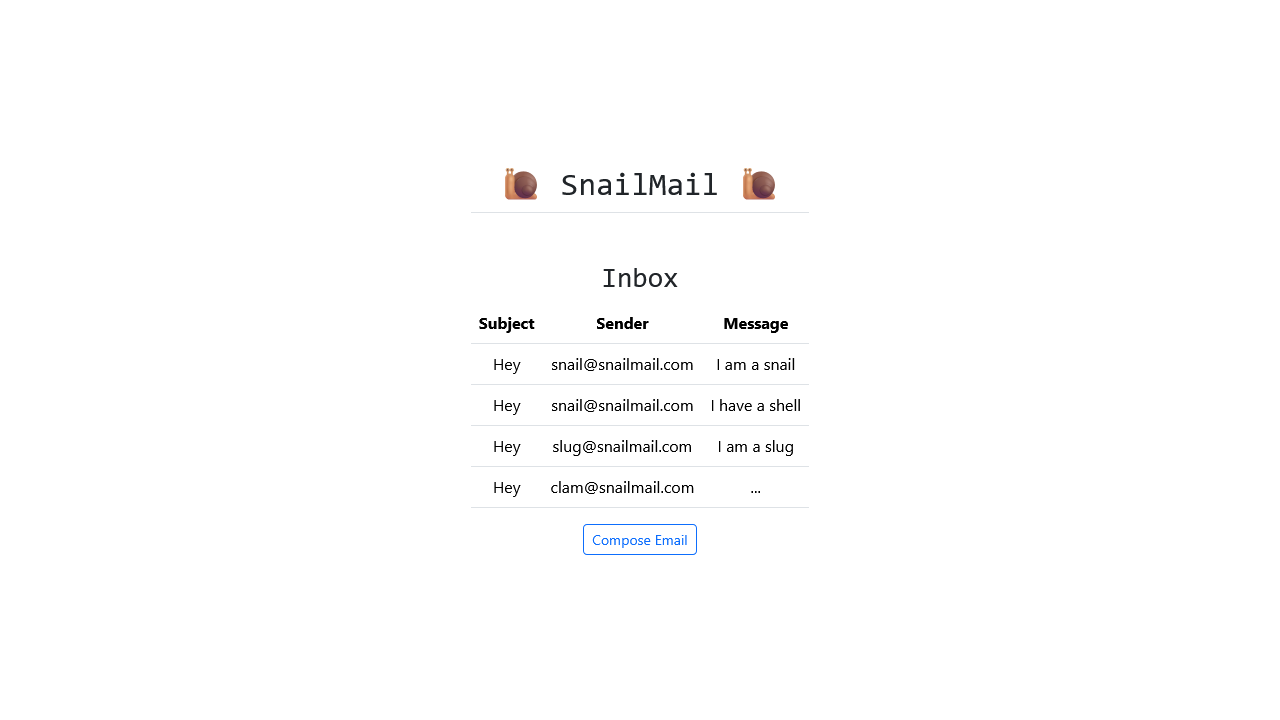 🐌 SnailMail 🐌
Inbox
Subject Sender Message
Hey snail@snailmail.com I am a snail
Hey snail@snailmail.com I have a shell
Hey slug@snailmail.com I am a slug
Hey clam@snailmail.com ...
Compose Email